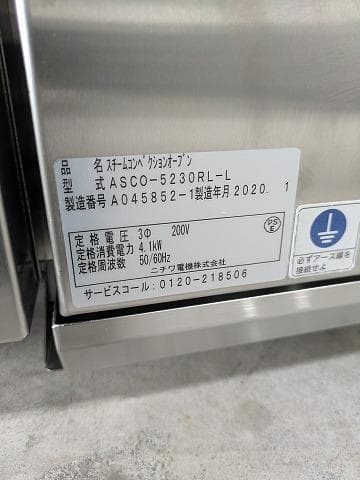 品　名 スチームコンベクションオーブン
型　式 ASCO-5230RL-L
製造番号 A045852-1 製造年月 2020. 1
定格電圧 3Φ 200V
定格消費電力 4.1kW
定格周波数 50/60Hz
PS
E
ニチワ電機株式会社
サービスコール:0120-218506
必ずアース線を
接続せよ